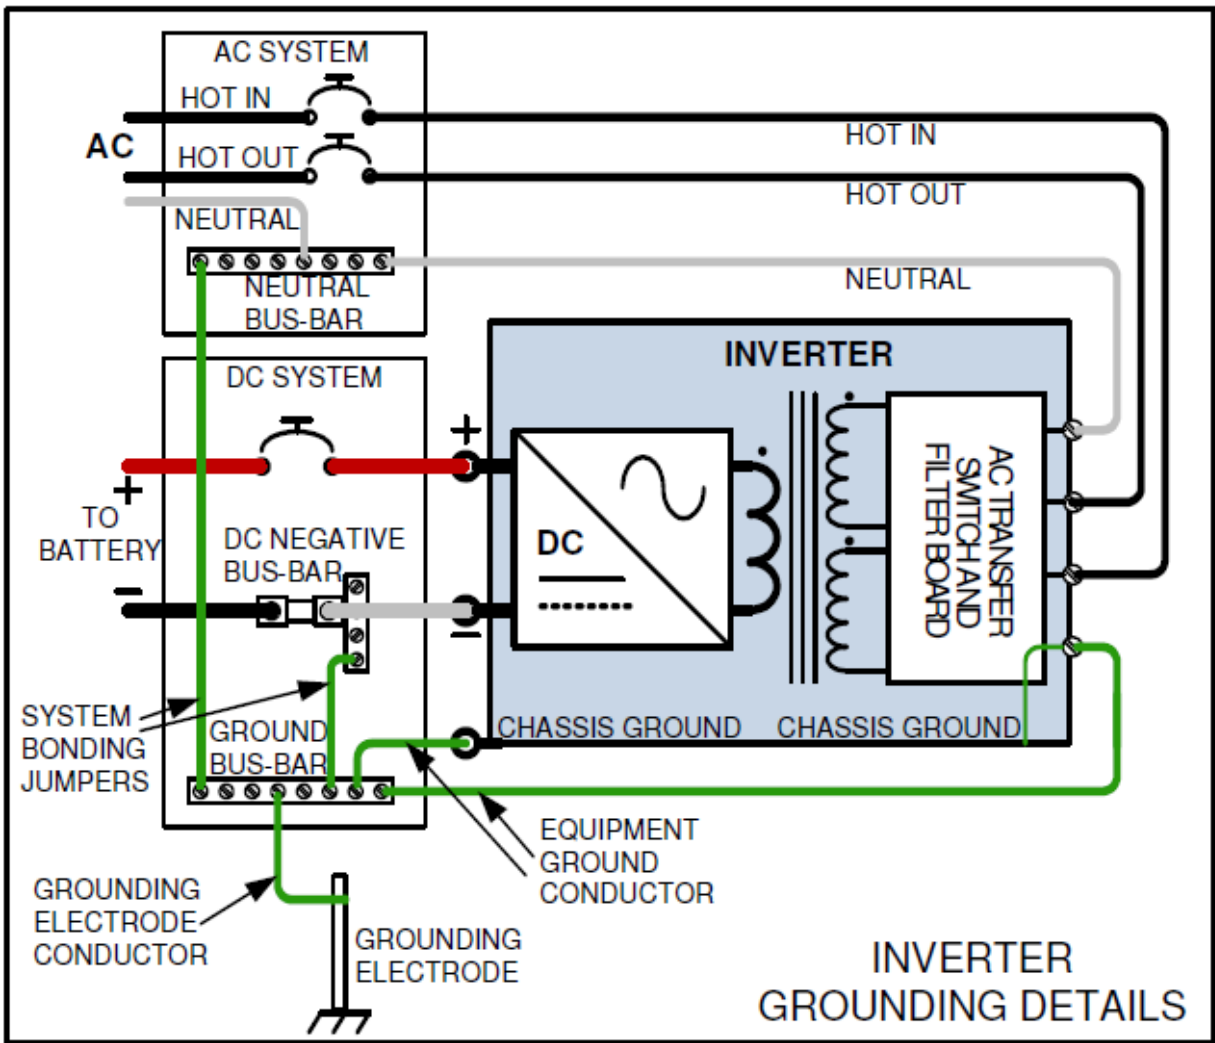 AC SYSTEM
HOT IN
HOT IN
AC
HOT OUT
HOT OUT
NEUTRAL
NEUTRAL
NEUTRAL
BUS-BAR
INVERTER
DC SYSTEM
+
+
TO
BATTERY
-
DC NEGATIVE
BUS-BAR
-
DC
AC TRANSFER
SWITCH AND
FILTER BOARD
SYSTEM
BONDING
JUMPERS
GROUND
BUS-BAR
CHASSIS GROUND
CHASSIS GROUND
EQUIPMENT
GROUND
CONDUCTOR
GROUNDING
ELECTRODE
CONDUCTOR
GROUNDING
ELECTRODE
INVERTER
GROUNDING DETAILS